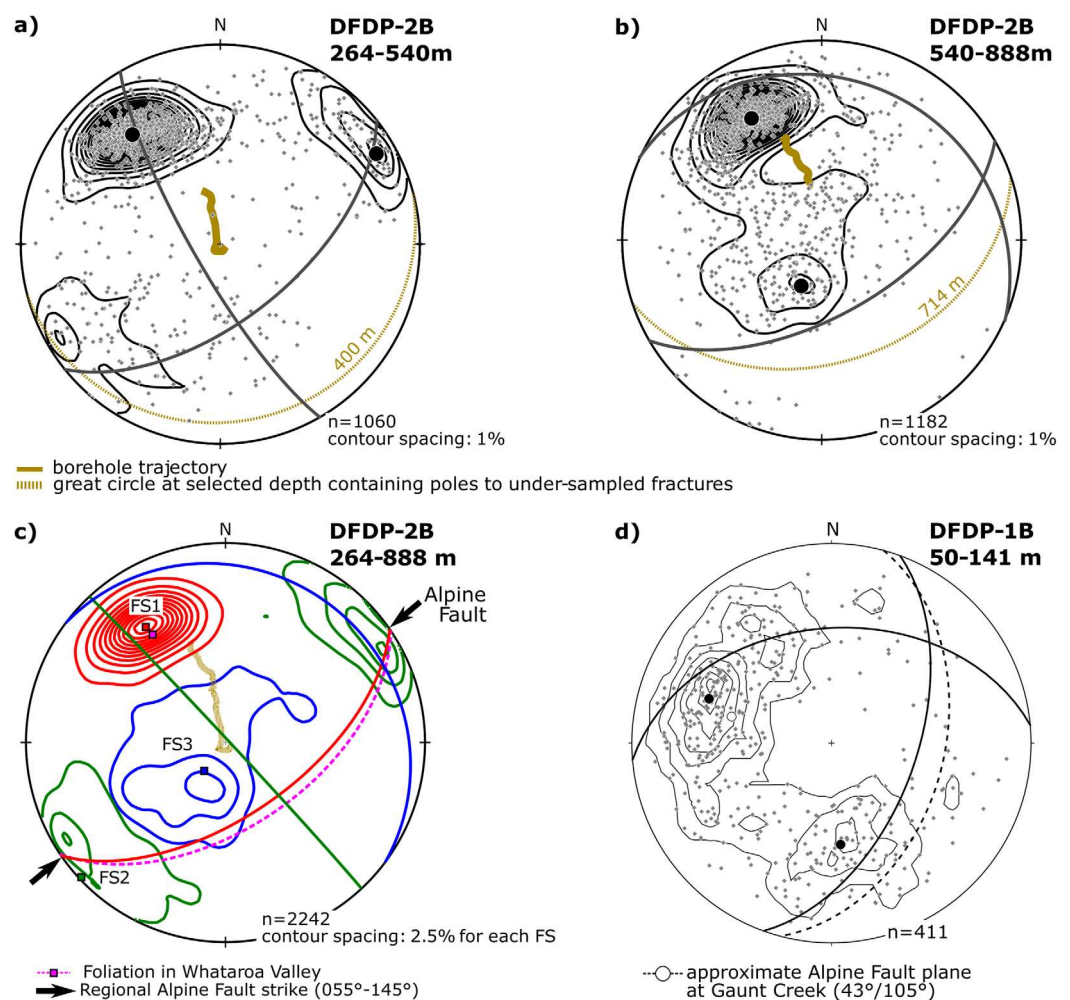 a)
N
DFDP-2B
264-540m
400 m
n=1060
contour spacing: 1%
b)
N
DFDP-2B
540-888m
714 m
n=1182
contour spacing: 1%
borehole trajectory
great circle at selected depth containing poles to under-sampled fractures
c)
N
DFDP-2B
264-888 m
Alpine
Fault
FS1
FS3
FS2
n=2242
contour spacing: 2.5% for each FS
Foliation in Whataroa Valley
Regional Alpine Fault strike (055°-145°)
d)
N
DFDP-1B
50-141 m
n=411
approximate Alpine Fault plane
at Gaunt Creek (43°/105°)